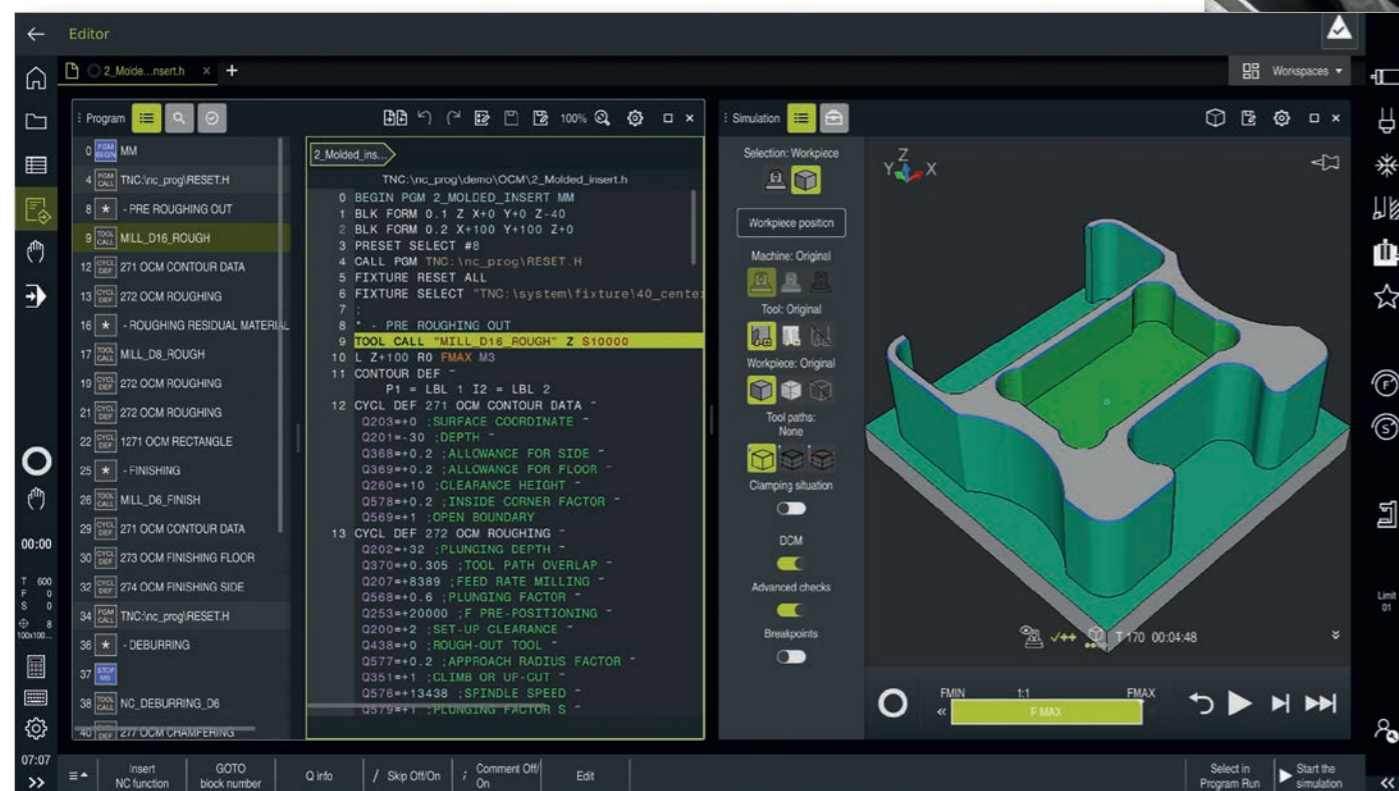 Editor
2_Molde...nsert.h × +
Workspaces
Program
100%
0 PGM BEGIN MM
4 PGM CALL TNC:\nc_prog\RESET.H
8 * - PRE ROUGHING OUT
9 TOOL CALL MILL_D16_ROUGH
12 CYCL DEF 271 OCM CONTOUR DATA
13 CYCL DEF 272 OCM ROUGHING
16 * - ROUGHING RESIDUAL MATERIAL
17 TOOL CALL MILL_D8_ROUGH
19 CYCL DEF 272 OCM ROUGHING
21 CYCL DEF 272 OCM ROUGHING
22 CYCL DEF 1271 OCM RECTANGLE
25 * - FINISHING
26 TOOL CALL MILL_D6_FINISH
29 CYCL DEF 271 OCM CONTOUR DATA
30 CYCL DEF 273 OCM FINISHING FLOOR
32 CYCL DEF 274 OCM FINISHING SIDE
34 PGM CALL TNC:\nc_prog\RESET.H
36 * - DEBURRING
37 STOP M0
38 TOOL CALL NC_DEBURRING_D6
40 CYCL DEF 277 OCM CHAMFERING
2_Molded_ins...
TNC:\nc_prog\demo\OCM\2_Molded_insert.h
0 BEGIN PGM 2_MOLDED_INSERT MM
1 BLK FORM 0.1 Z X+0 Y+0 Z-40
2 BLK FORM 0.2 X+100 Y+100 Z+0
3 PRESET SELECT #8
4 CALL PGM TNC:\nc_prog\RESET.H
5 FIXTURE RESET ALL
6 FIXTURE SELECT "TNC:\system\fixture\40_cente
7 ;
8 * - PRE ROUGHING OUT
9 TOOL CALL "MILL_D16_ROUGH" Z S10000
10 L Z+100 R0 FMAX M3
11 CONTOUR DEF ~
P1 = LBL 1 I2 = LBL 2
12 CYCL DEF 271 OCM CONTOUR DATA ~
Q203=+0 ;SURFACE COORDINATE ~
Q201=-30 ;DEPTH ~
Q368=+0.2 ;ALLOWANCE FOR SIDE ~
Q369=+0.2 ;ALLOWANCE FOR FLOOR ~
Q260=+10 ;CLEARANCE HEIGHT ~
Q578=+0.2 ;INSIDE CORNER FACTOR ~
Q569=+1 ;OPEN BOUNDARY
13 CYCL DEF 272 OCM ROUGHING ~
Q202=+32 ;PLUNGING DEPTH ~
Q370=+0.305 ;TOOL PATH OVERLAP ~
Q207=+8389 ;FEED RATE MILLING ~
Q568=+0.6 ;PLUNGING FACTOR ~
Q253=+20000 ;F PRE-POSITIONING ~
Q200=+2 ;SET-UP CLEARANCE ~
Q438=+0 ;ROUGH-OUT TOOL ~
Q577=+0.2 ;APPROACH RADIUS FACTOR ~
Q351=+1 ;CLIMB OR UP-CUT ~
Q576=+13438 ;SPINDLE SPEED ~
Q579=+1 ;PLUNGING FACTOR S ~
Simulation
Selection: Workpiece
Workpiece position
Machine: Original
Tool: Original
Workpiece: Original
Tool paths:
None
Clamping situation
DCM
Advanced checks
Breakpoints
Z
Y X
T 170 00:04:48
FMIN 1:1 FMAX
F MAX
00:00
T 600
F 0
S 0
8
100x100...
07:07
F
S
Limit
01
Insert
NC function
GOTO
block number
Q info
/ Skip Off/On
; Comment Off/
On
Edit
Select in
Program Run
Start the
simulation